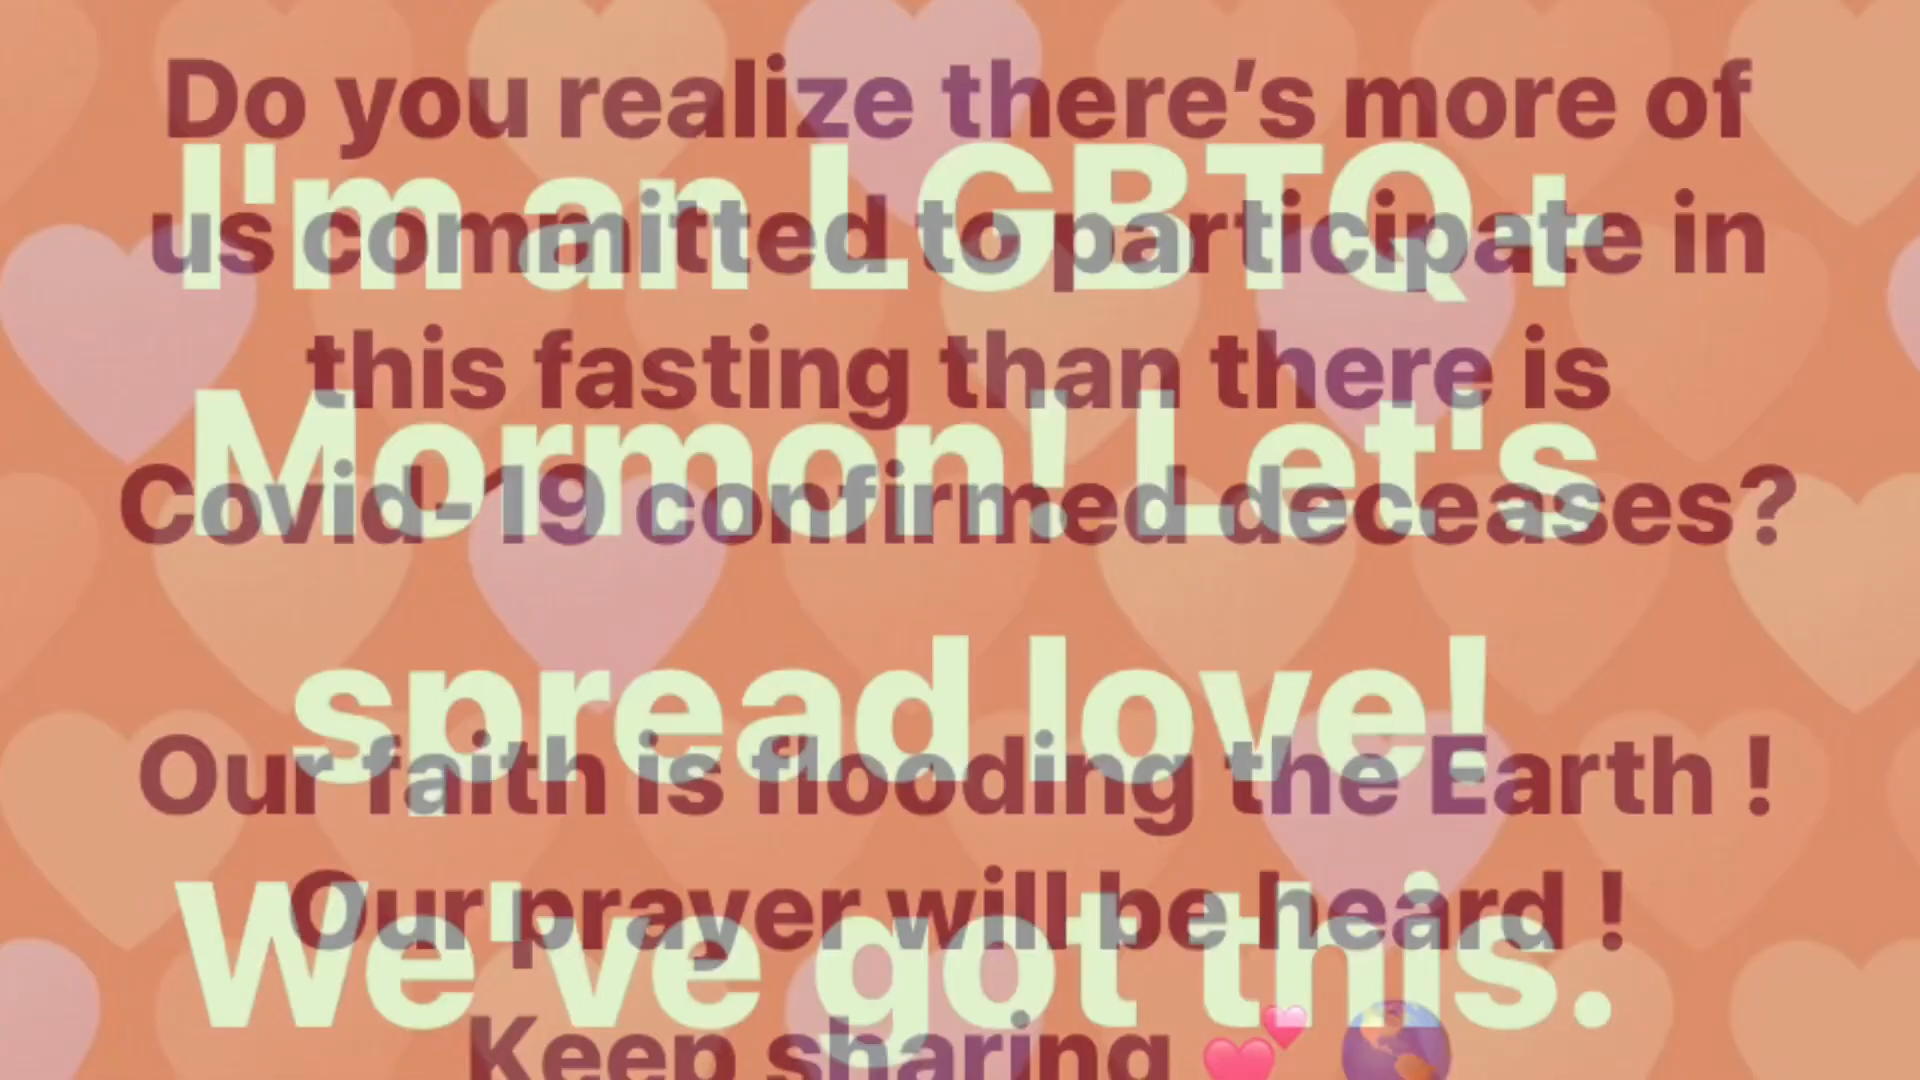 Do you realize there’s more of
us committed to participate in
this fasting than there is
Covid-19 confirmed deceases?
Our faith is flooding the Earth !
Our prayer will be heard !
Keep sharing 💕 🌎
I'm an LGBTQ+
Mormon! Let's
spread love!
We've got this.